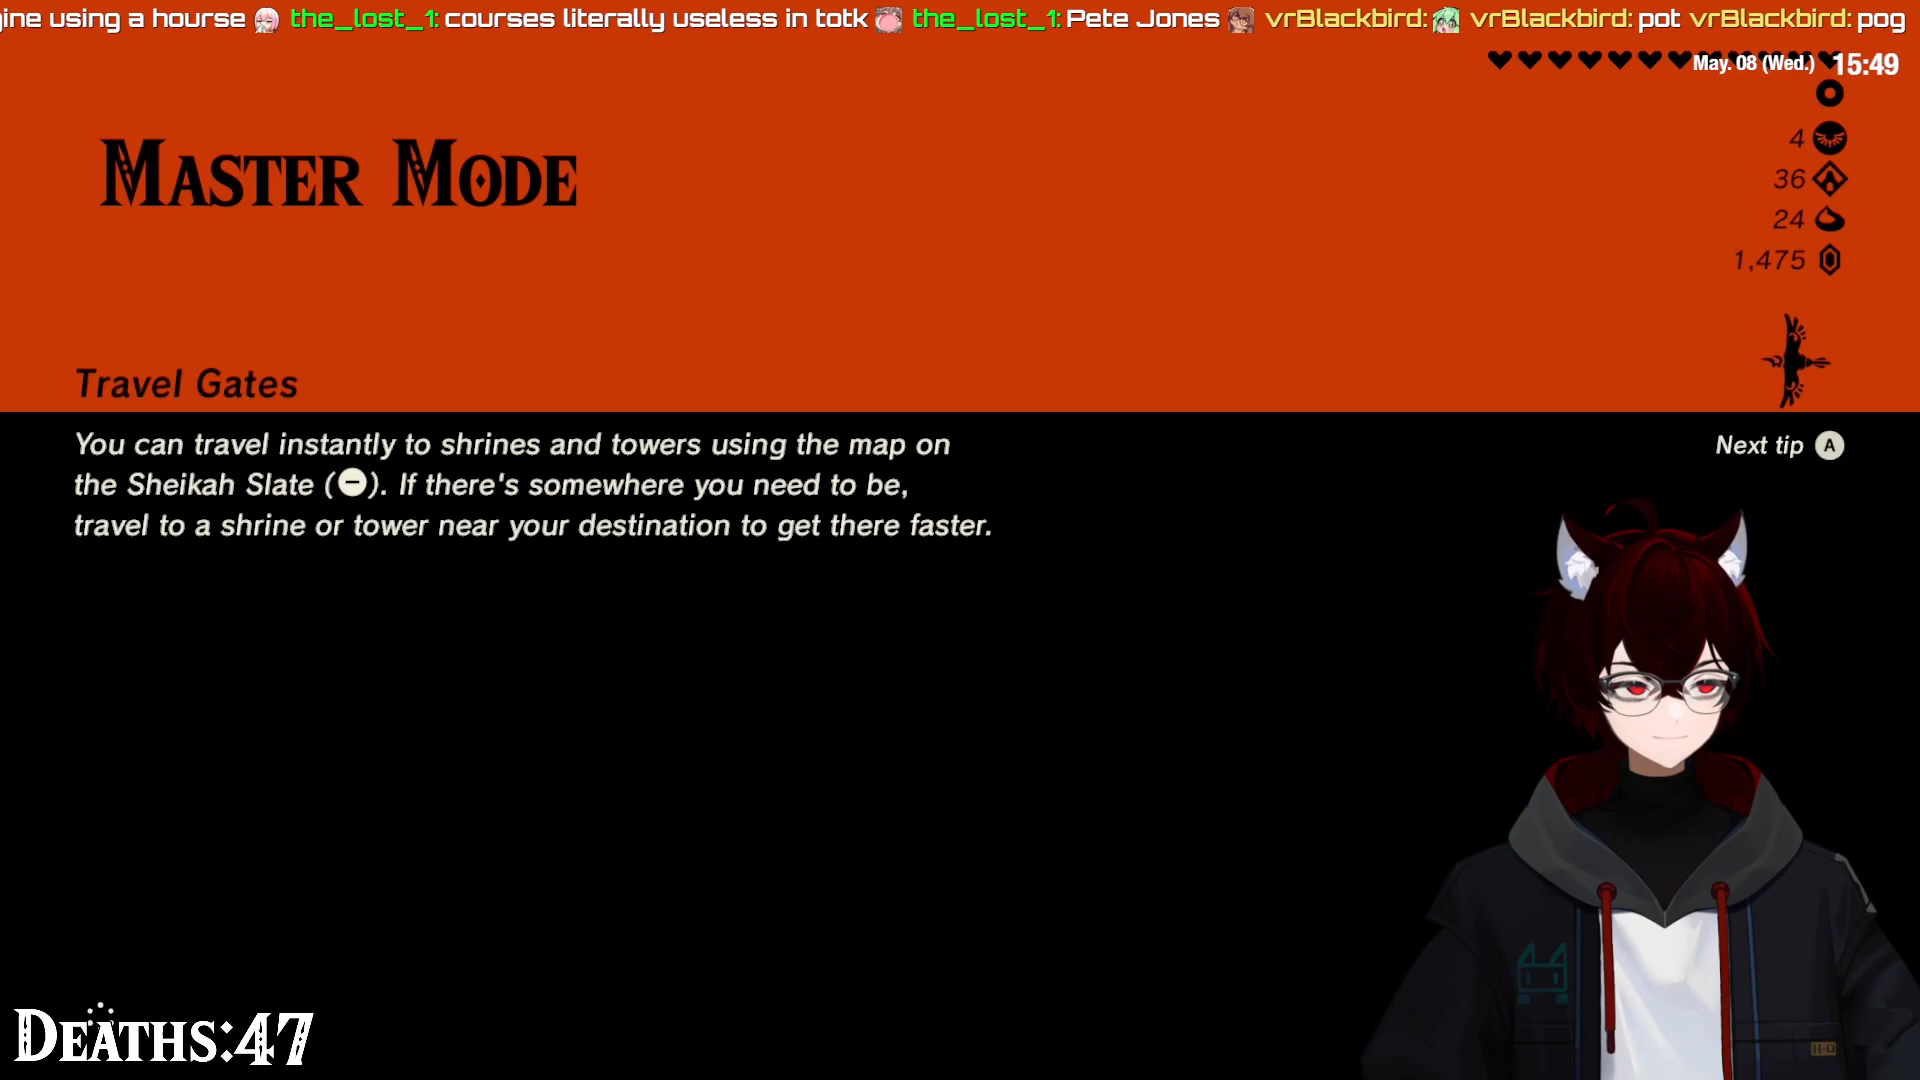 ine using a hourse the_lost_1: courses literally useless in totk the_lost_1: Pete Jones vrBlackbird: vrBlackbird: pot vrBlackbird: pog
May. 08 (Wed.) 15:49
4
MASTER MODE
36
24
1,475
Travel Gates
You can travel instantly to shrines and towers using the map on
the Sheikah Slate (−). If there's somewhere you need to be,
travel to a shrine or tower near your destination to get there faster.
Next tip A
DEATHS:47
H-O